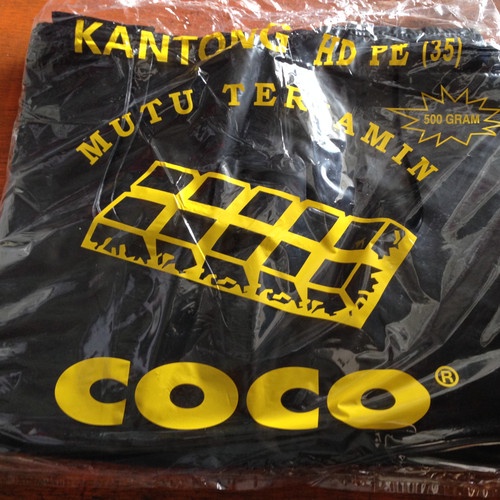 KANTONG HD PE (35)
MUTU TERJAMIN
500 GRAM
COCO®